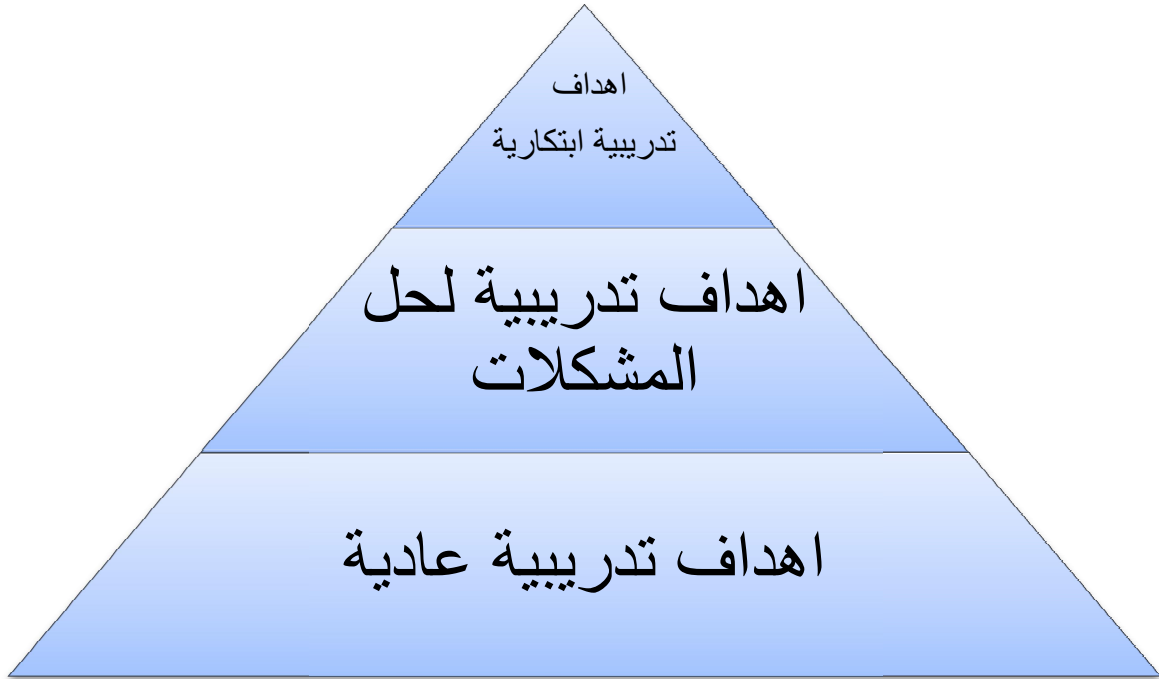 اهداف
تدريبية ابتكارية
اهداف تدريبية لحل
المشكلات
اهداف تدريبية عادية